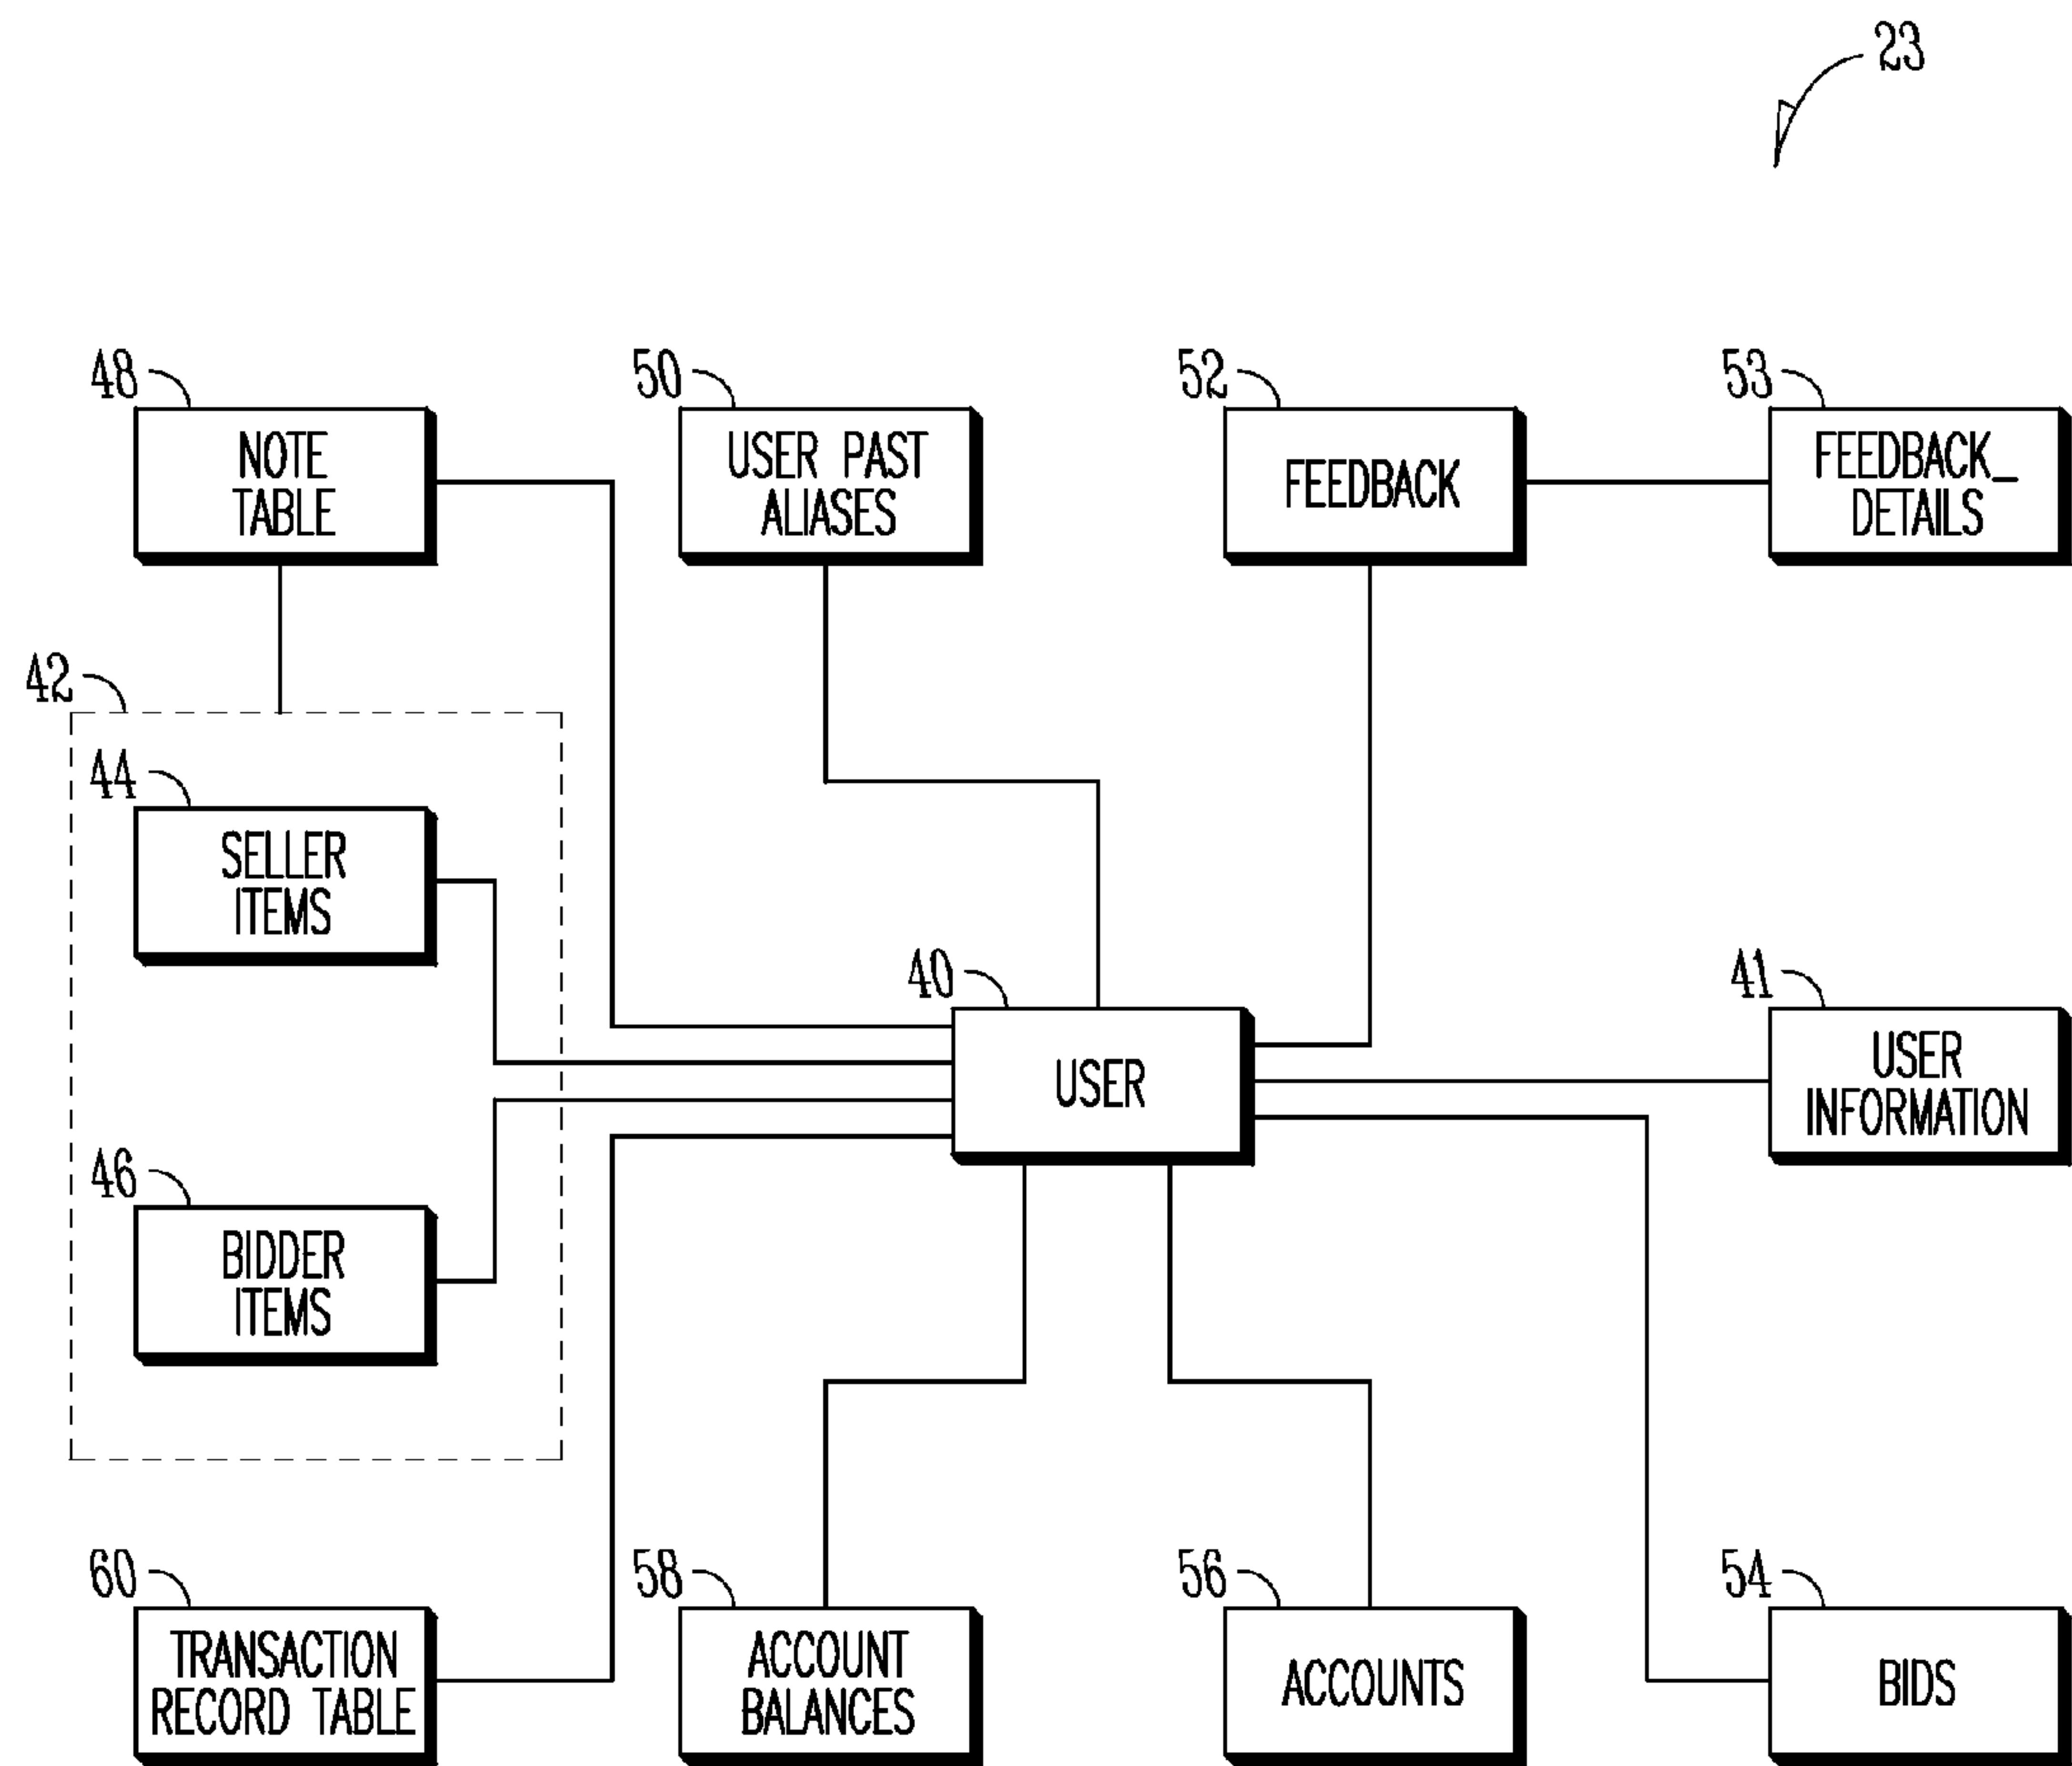 23
48
NOTE
TABLE
50
USER PAST
ALIASES
52
FEEDBACK
53
FEEDBACK_
DETAILS
42
44
SELLER
ITEMS
40
USER
41
USER
INFORMATION
46
BIDDER
ITEMS
60
TRANSACTION
RECORD TABLE
58
ACCOUNT
BALANCES
56
ACCOUNTS
54
BIDS